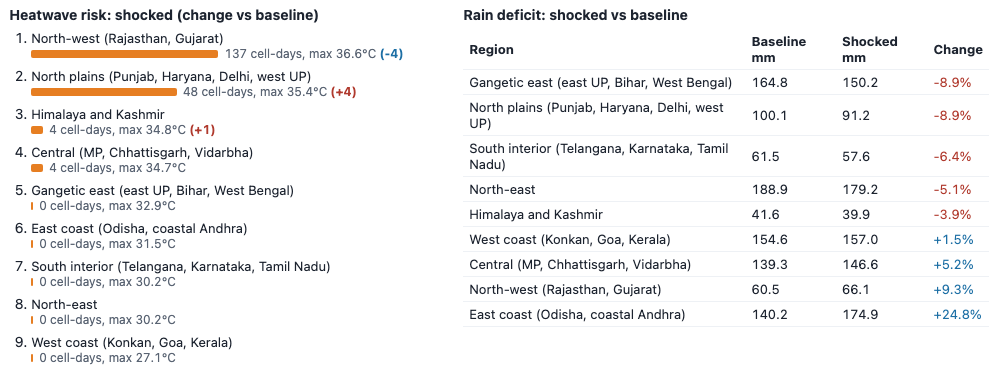 Heatwave risk: shocked (change vs baseline)
1. North-west (Rajasthan, Gujarat)
137 cell-days, max 36.6°C (-4)
2. North plains (Punjab, Haryana, Delhi, west UP)
48 cell-days, max 35.4°C (+4)
3. Himalaya and Kashmir
4 cell-days, max 34.8°C (+1)
4. Central (MP, Chhattisgarh, Vidarbha)
4 cell-days, max 34.7°C
5. Gangetic east (east UP, Bihar, West Bengal)
0 cell-days, max 32.9°C
6. East coast (Odisha, coastal Andhra)
0 cell-days, max 31.5°C
7. South interior (Telangana, Karnataka, Tamil Nadu)
0 cell-days, max 30.2°C
8. North-east
0 cell-days, max 30.2°C
9. West coast (Konkan, Goa, Kerala)
0 cell-days, max 27.1°C
Rain deficit: shocked vs baseline
Region Baseline mm Shocked mm Change
Gangetic east (east UP, Bihar, West Bengal) 164.8 150.2 -8.9%
North plains (Punjab, Haryana, Delhi, west UP) 100.1 91.2 -8.9%
South interior (Telangana, Karnataka, Tamil Nadu) 61.5 57.6 -6.4%
North-east 188.9 179.2 -5.1%
Himalaya and Kashmir 41.6 39.9 -3.9%
West coast (Konkan, Goa, Kerala) 154.6 157.0 +1.5%
Central (MP, Chhattisgarh, Vidarbha) 139.3 146.6 +5.2%
North-west (Rajasthan, Gujarat) 60.5 66.1 +9.3%
East coast (Odisha, coastal Andhra) 140.2 174.9 +24.8%